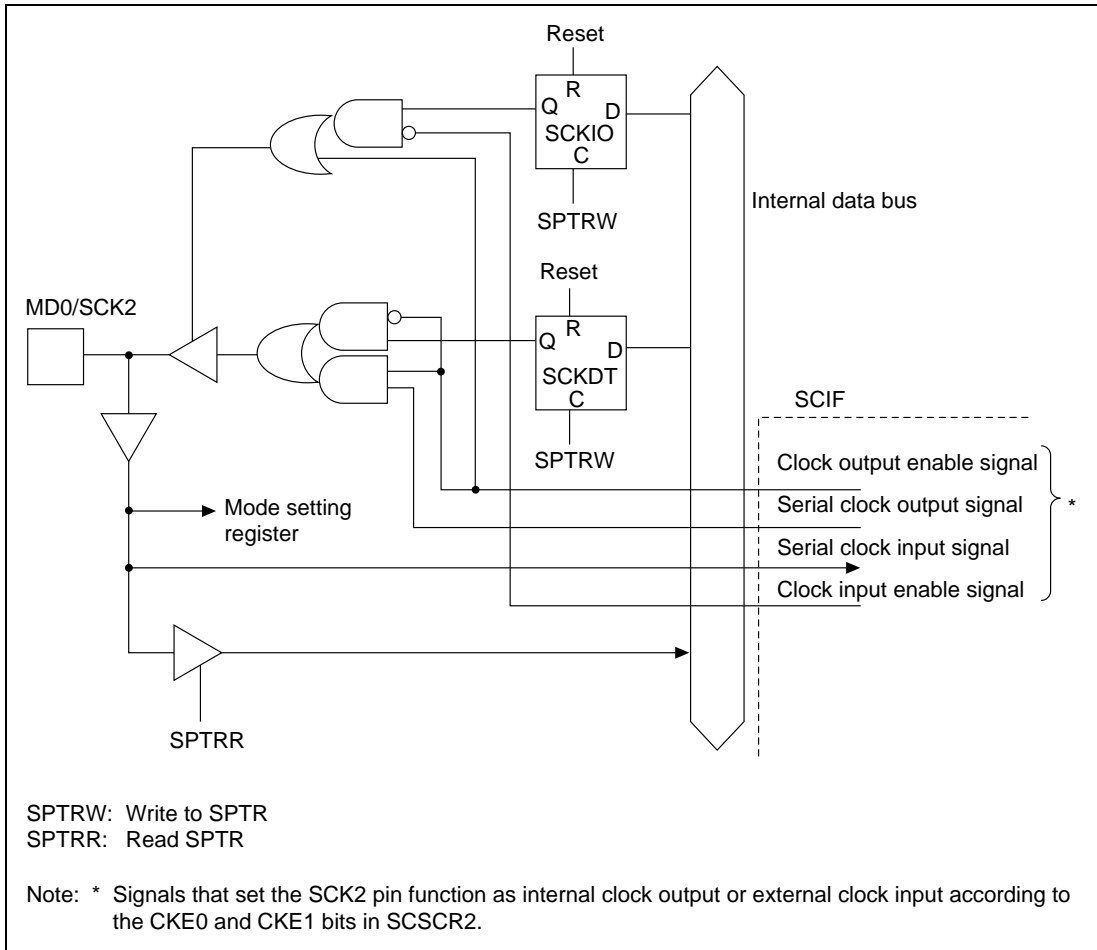 Reset
R
Q
D
SCKIO
C
SPTRW
Internal data bus
Reset
MD0/SCK2
R
Q
D
SCKDT
C
SPTRW
SCIF
Clock output enable signal
Serial clock output signal
*
Mode setting
register
Serial clock input signal
Clock input enable signal
SPTRR
SPTRW: Write to SPTR
SPTRR: Read SPTR
Note: * Signals that set the SCK2 pin function as internal clock output or external clock input according to
the CKE0 and CKE1 bits in SCSCR2.